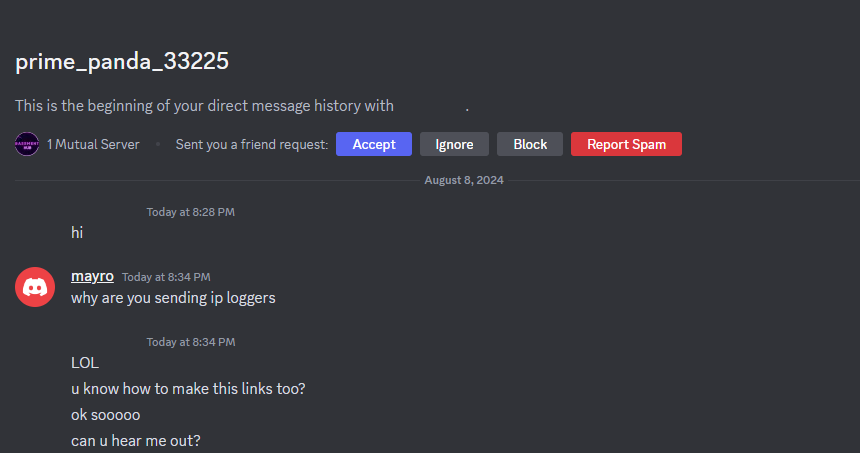 prime_panda_33225
This is the beginning of your direct message history with .
1 Mutual Server • Sent you a friend request: Accept Ignore Block Report Spam
August 8, 2024
Today at 8:28 PM
hi
mayro Today at 8:34 PM
why are you sending ip loggers
Today at 8:34 PM
LOL
u know how to make this links too?
ok sooooo
can u hear me out?